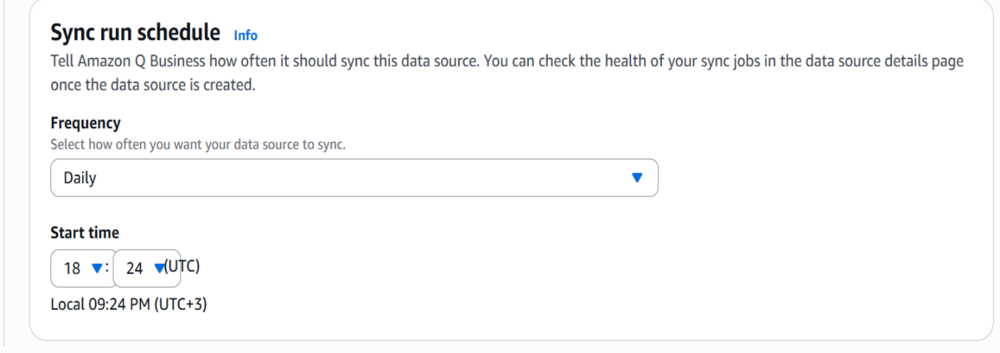 Sync run schedule Info
Tell Amazon Q Business how often it should sync this data source. You can check the health of your sync jobs in the data source details page
once the data source is created.
Frequency
Select how often you want your data source to sync.
Daily
Start time
18 : 24 (UTC)
Local 09:24 PM (UTC+3)